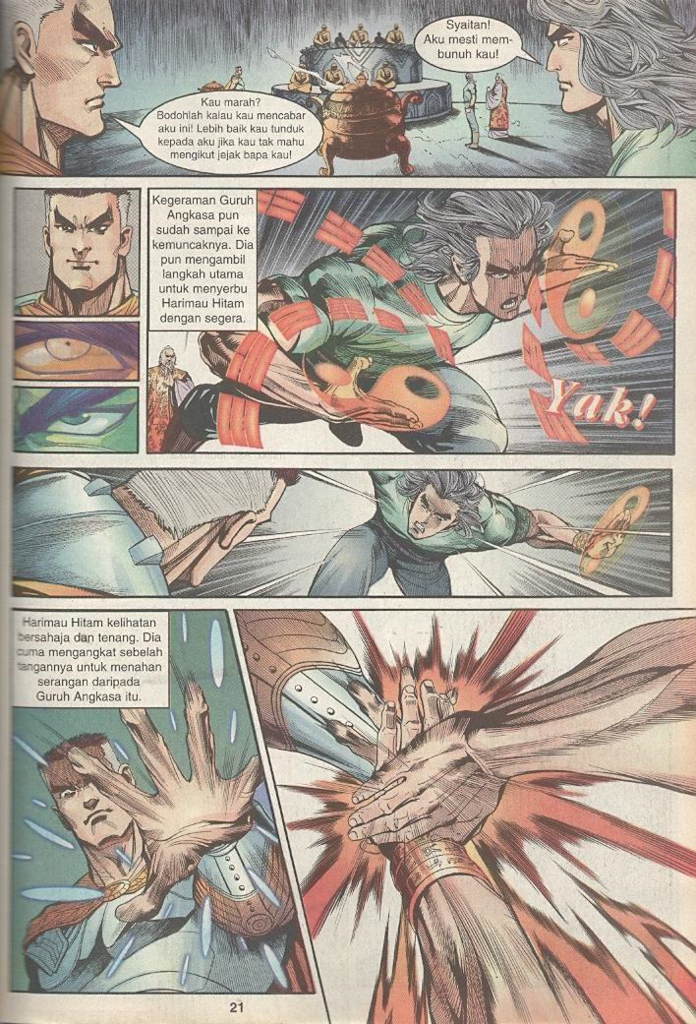 Syaitan!
Aku mesti mem-
bunuh kau!
Kau marah?
Bodohlah kalau kau mencabar
aku ini! Lebih baik kau tunduk
kepada aku jika kau tak mahu
mengikut jejak bapa kau!
Kegeraman Guruh
Angkasa pun
sudah sampai ke
kemuncaknya. Dia
pun mengambil
langkah utama
untuk menyerbu
Harimau Hitam
dengan segera.
Yak!
Harimau Hitam kelihatan
bersahaja dan tenang. Dia
cuma mengangkat sebelah
tangannya untuk menahan
serangan daripada
Guruh Angkasa itu.
21